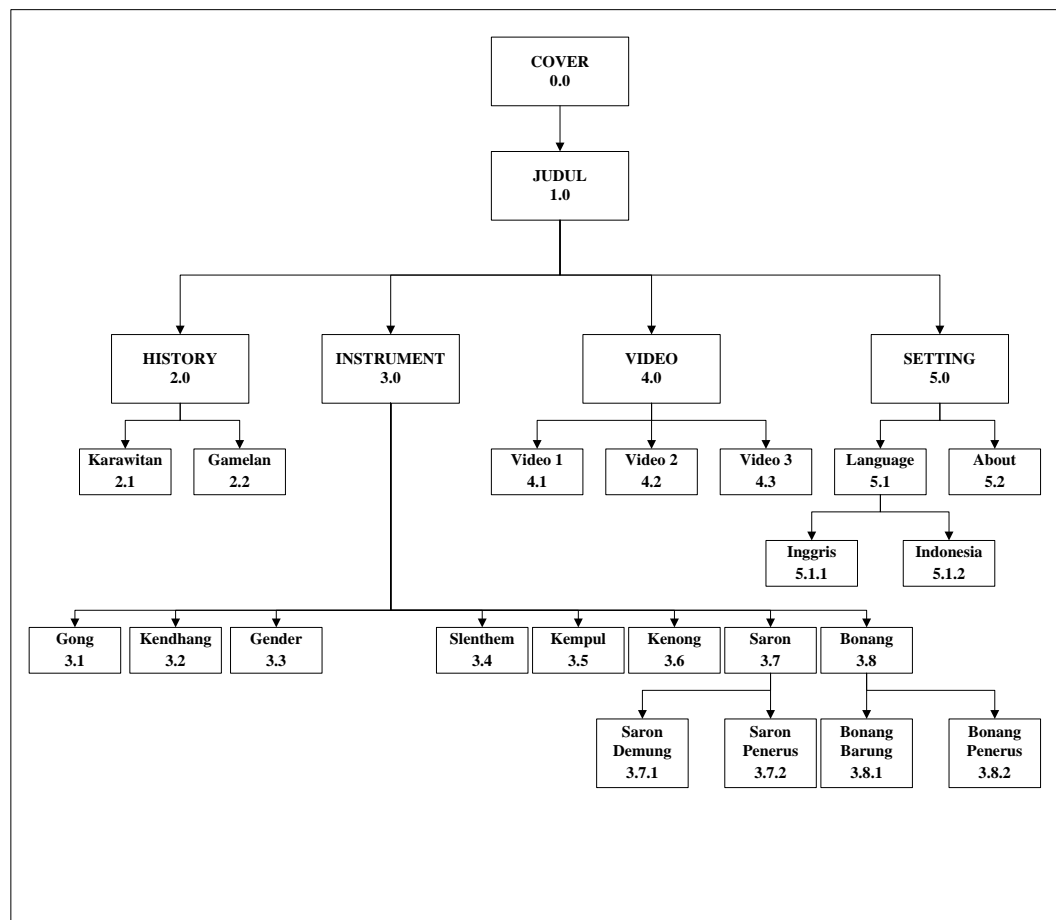 COVER
0.0
JUDUL
1.0
HISTORY
2.0
INSTRUMENT
3.0
VIDEO
4.0
SETTING
5.0
Karawitan
2.1
Gamelan
2.2
Video 1
4.1
Video 2
4.2
Video 3
4.3
Language
5.1
About
5.2
Inggris
5.1.1
Indonesia
5.1.2
Gong
3.1
Kendhang
3.2
Gender
3.3
Slenthem
3.4
Kempul
3.5
Kenong
3.6
Saron
3.7
Bonang
3.8
Saron
Demung
3.7.1
Saron
Penerus
3.7.2
Bonang
Barung
3.8.1
Bonang
Penerus
3.8.2